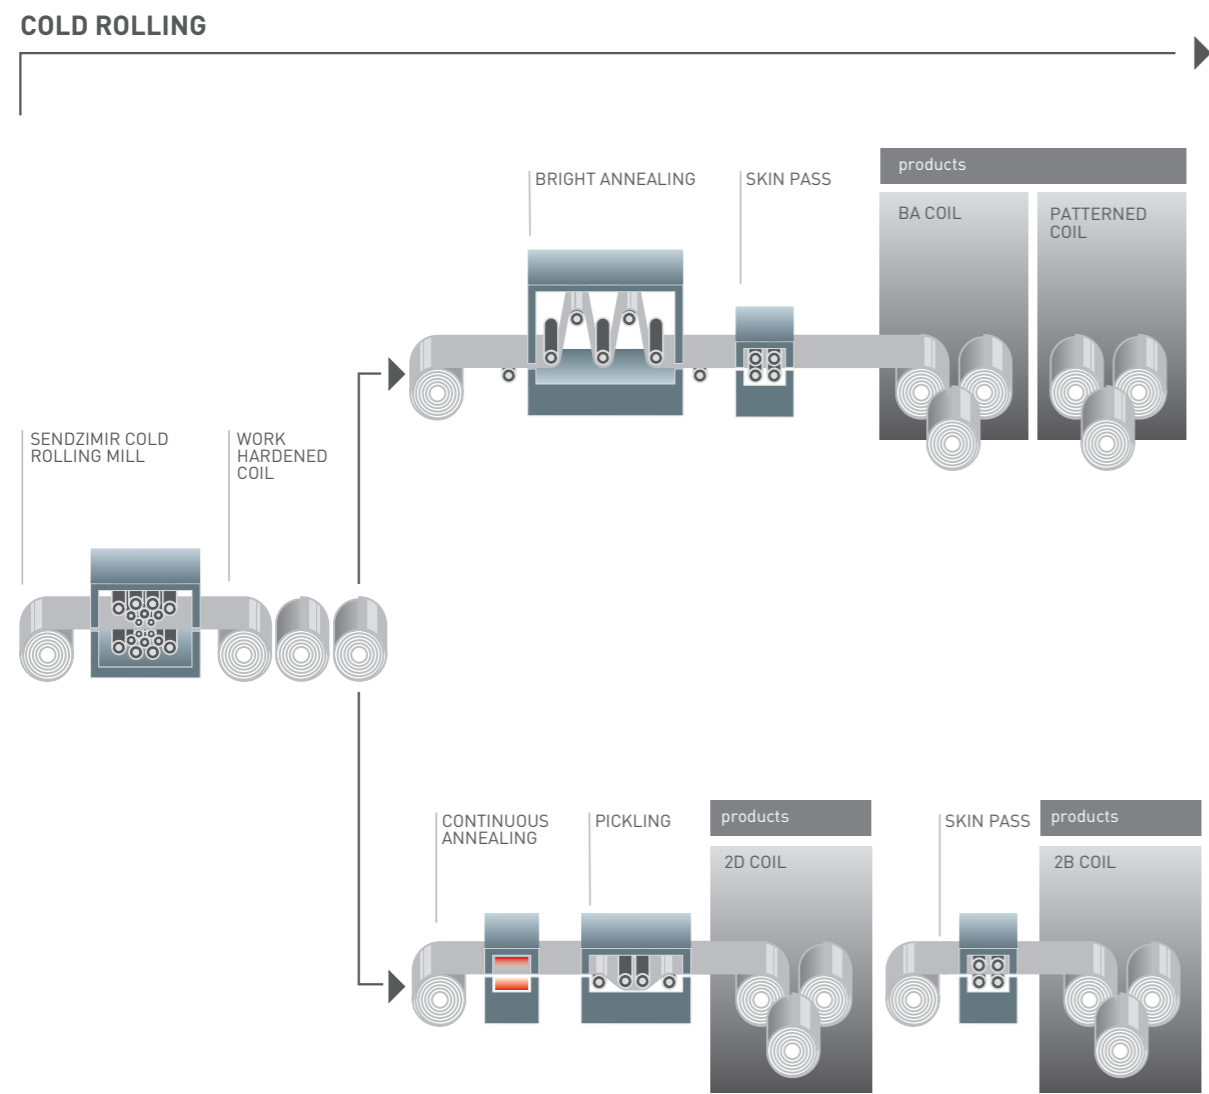 COLD ROLLING
products
BRIGHT ANNEALING
SKIN PASS
BA COIL
PATTERNED
COIL
SENDZIMIR COLD
ROLLING MILL
WORK
HARDENED
COIL
CONTINUOUS
ANNEALING
PICKLING
products
2D COIL
SKIN PASS
products
2B COIL